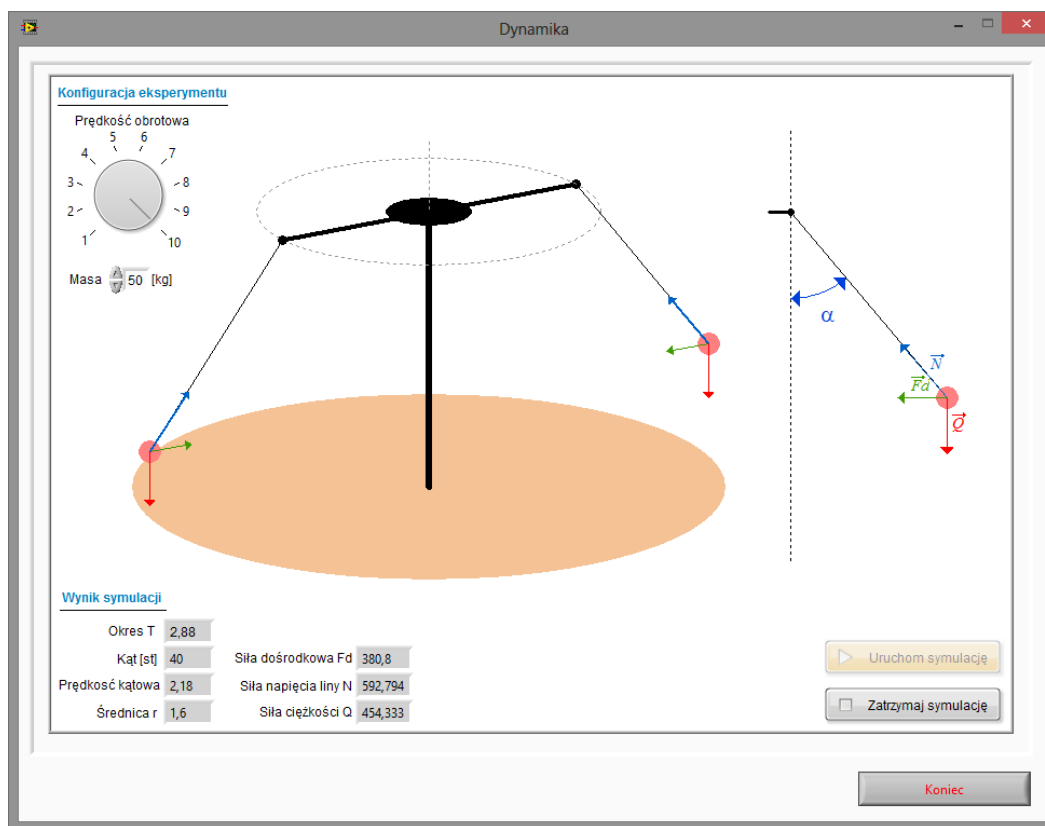 Dynamika
Konfiguracja eksperymentu
Prędkość obrotowa
1 2 3 4 5 6 7 8 9 10
Masa 50 [kg]
α
N
Fd
Q
Wynik symulacji
Okres T 2,88
Kąt [st] 40
Prędkosć kątowa 2,18
Średnica r 1,6
Siła dośrodkowa Fd 380,8
Siła napięcia liny N 592,794
Siła ciężkości Q 454,333
Uruchom symulację
Zatrzymaj symulację
Koniec